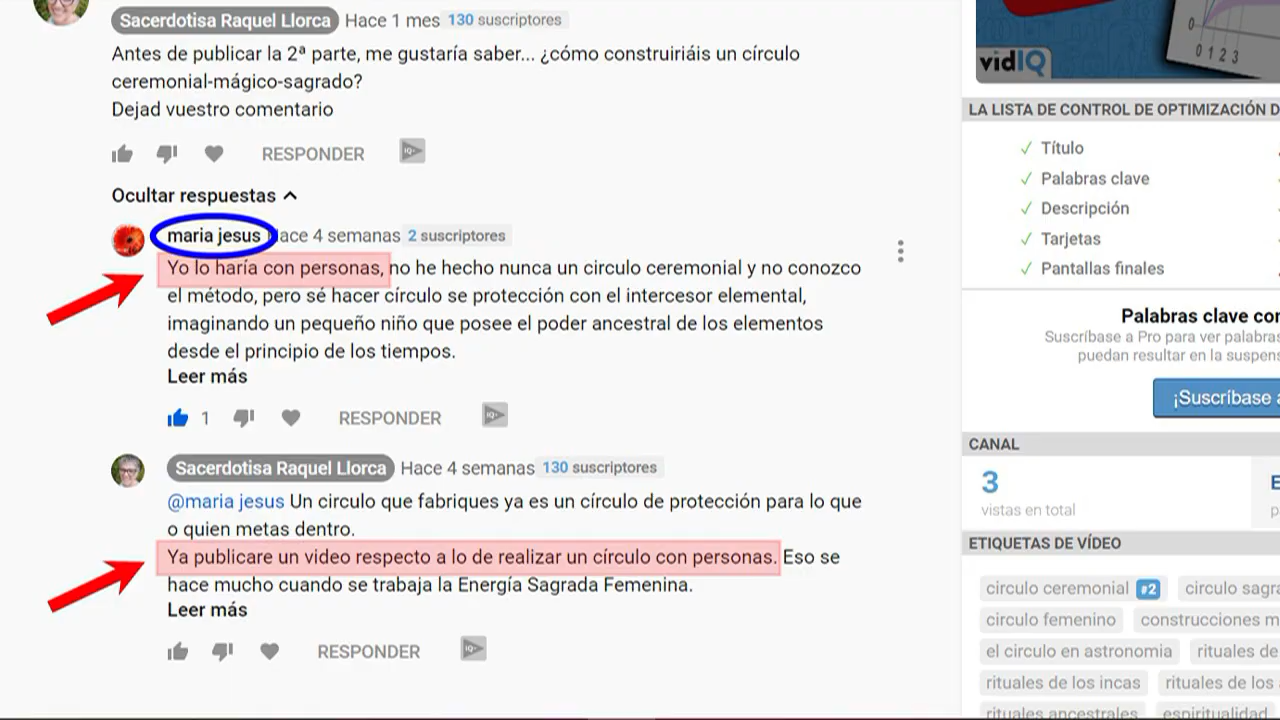 Sacerdotisa Raquel Llorca Hace 1 mes 130 suscriptores
Antes de publicar la 2ª parte, me gustaría saber... ¿cómo construiriáis un círculo
ceremonial-mágico-sagrado?
Dejad vuestro comentario
RESPONDER
Ocultar respuestas
maria jesus Hace 4 semanas 2 suscriptores
Yo lo haría con personas, no he hecho nunca un circulo ceremonial y no conozco
el método, pero sé hacer círculo se protección con el intercesor elemental,
imaginando un pequeño niño que posee el poder ancestral de los elementos
desde el principio de los tiempos.
Leer más
1 RESPONDER
Sacerdotisa Raquel Llorca Hace 4 semanas 130 suscriptores
@maria jesus Un circulo que fabriques ya es un círculo de protección para lo que
o quien metas dentro.
Ya publicare un video respecto a lo de realizar un círculo con personas. Eso se
hace mucho cuando se trabaja la Energía Sagrada Femenina.
Leer más
RESPONDER
0
0 1 2 3
vidIQ
LA LISTA DE CONTROL DE OPTIMIZACIÓN D
Título
Palabras clave
Descripción
Tarjetas
Pantallas finales
Palabras clave con
Suscríbase a Pro para ver palabras
puedan resultar en la suspens
¡Suscríbase a
CANAL
3
vistas en total
ETIQUETAS DE VÍDEO
circulo ceremonial #2 circulo sagra
circulo femenino construcciones m
el circulo en astronomia rituales de
rituales de los incas rituales de los a
rituales ancestrales espiritualidad